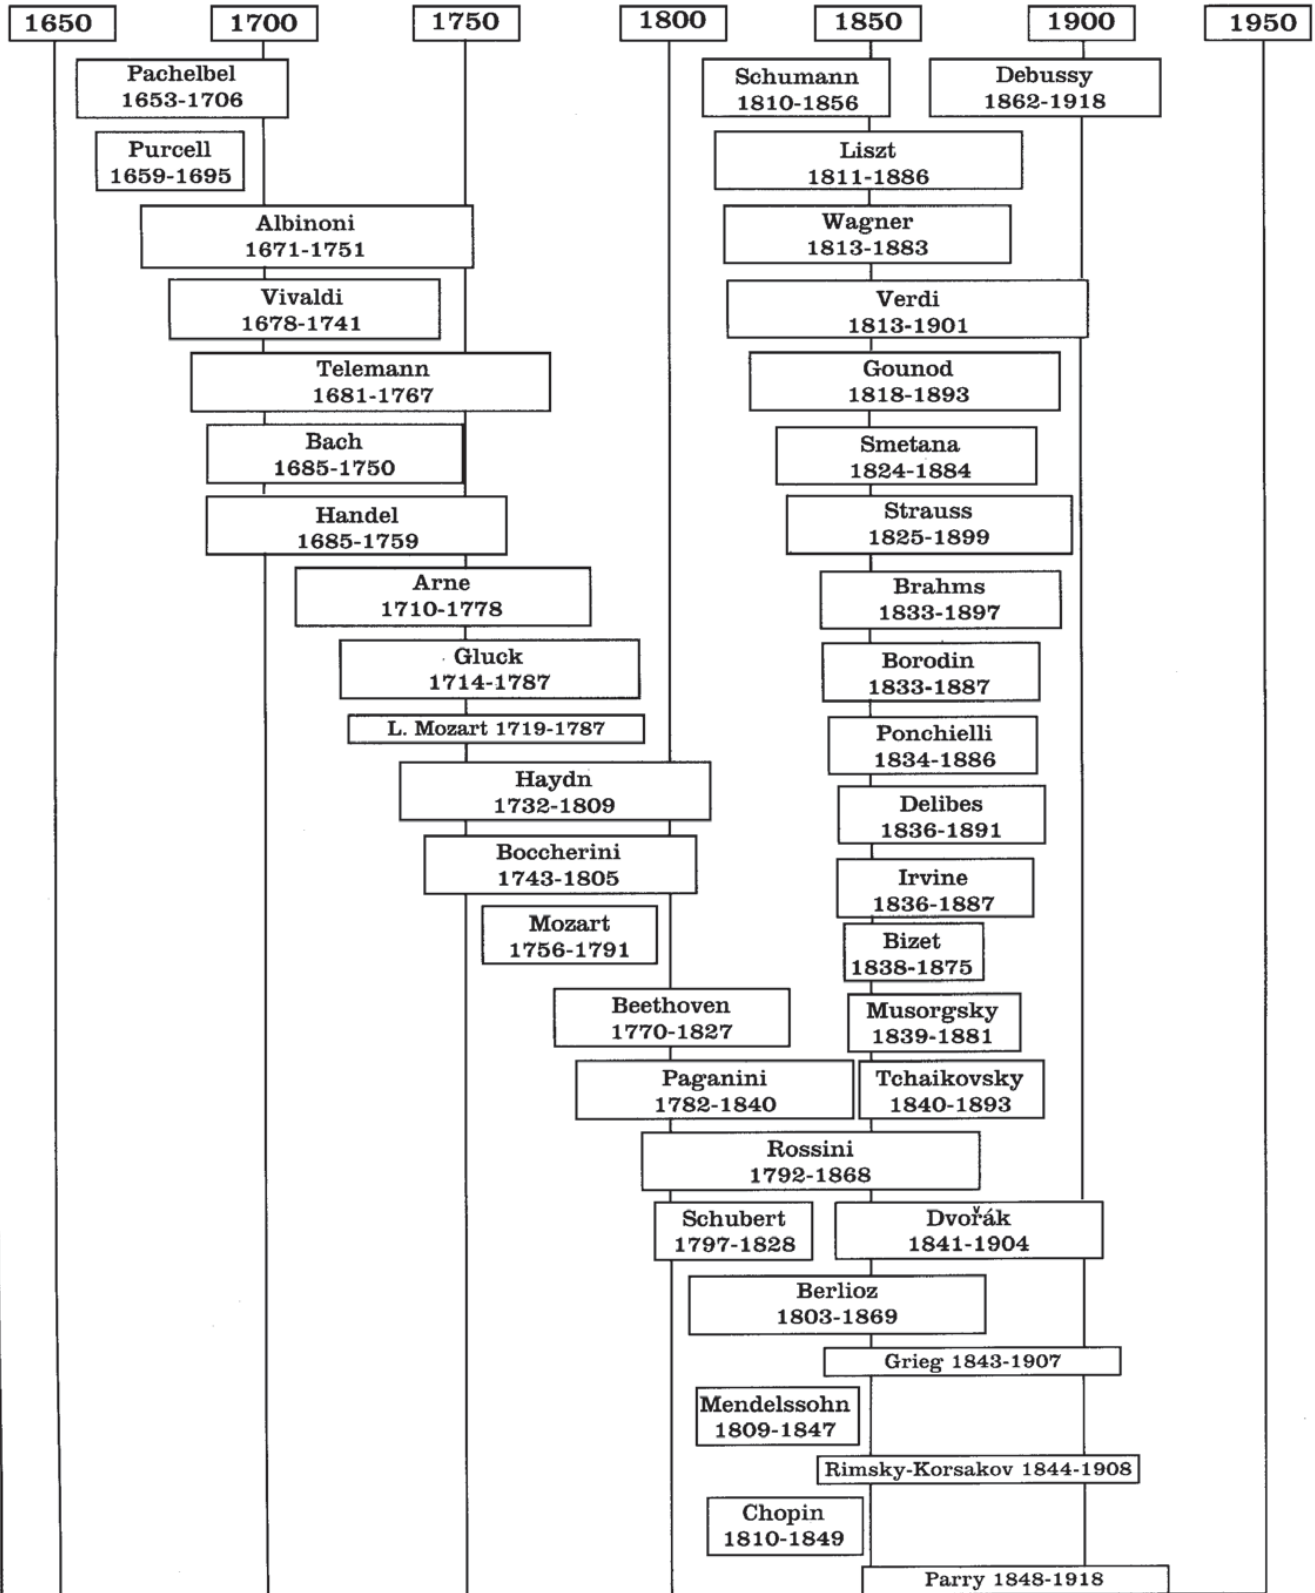 1650
1700
1750
1800
1850
1900
1950
Pachelbel
1653-1706
Schumann
1810-1856
Debussy
1862-1918
Purcell
1659-1695
Liszt
1811-1886
Albinoni
1671-1751
Wagner
1813-1883
Vivaldi
1678-1741
Verdi
1813-1901
Telemann
1681-1767
Gounod
1818-1893
Bach
1685-1750
Smetana
1824-1884
Handel
1685-1759
Strauss
1825-1899
Arne
1710-1778
Brahms
1833-1897
Gluck
1714-1787
Borodin
1833-1887
L. Mozart 1719-1787
Ponchielli
1834-1886
Haydn
1732-1809
Delibes
1836-1891
Boccherini
1743-1805
Irvine
1836-1887
Mozart
1756-1791
Bizet
1838-1875
Beethoven
1770-1827
Musorgsky
1839-1881
Paganini
1782-1840
Tchaikovsky
1840-1893
Rossini
1792-1868
Schubert
1797-1828
Dvořák
1841-1904
Berlioz
1803-1869
Grieg 1843-1907
Mendelssohn
1809-1847
Rimsky-Korsakov 1844-1908
Chopin
1810-1849
Parry 1848-1918